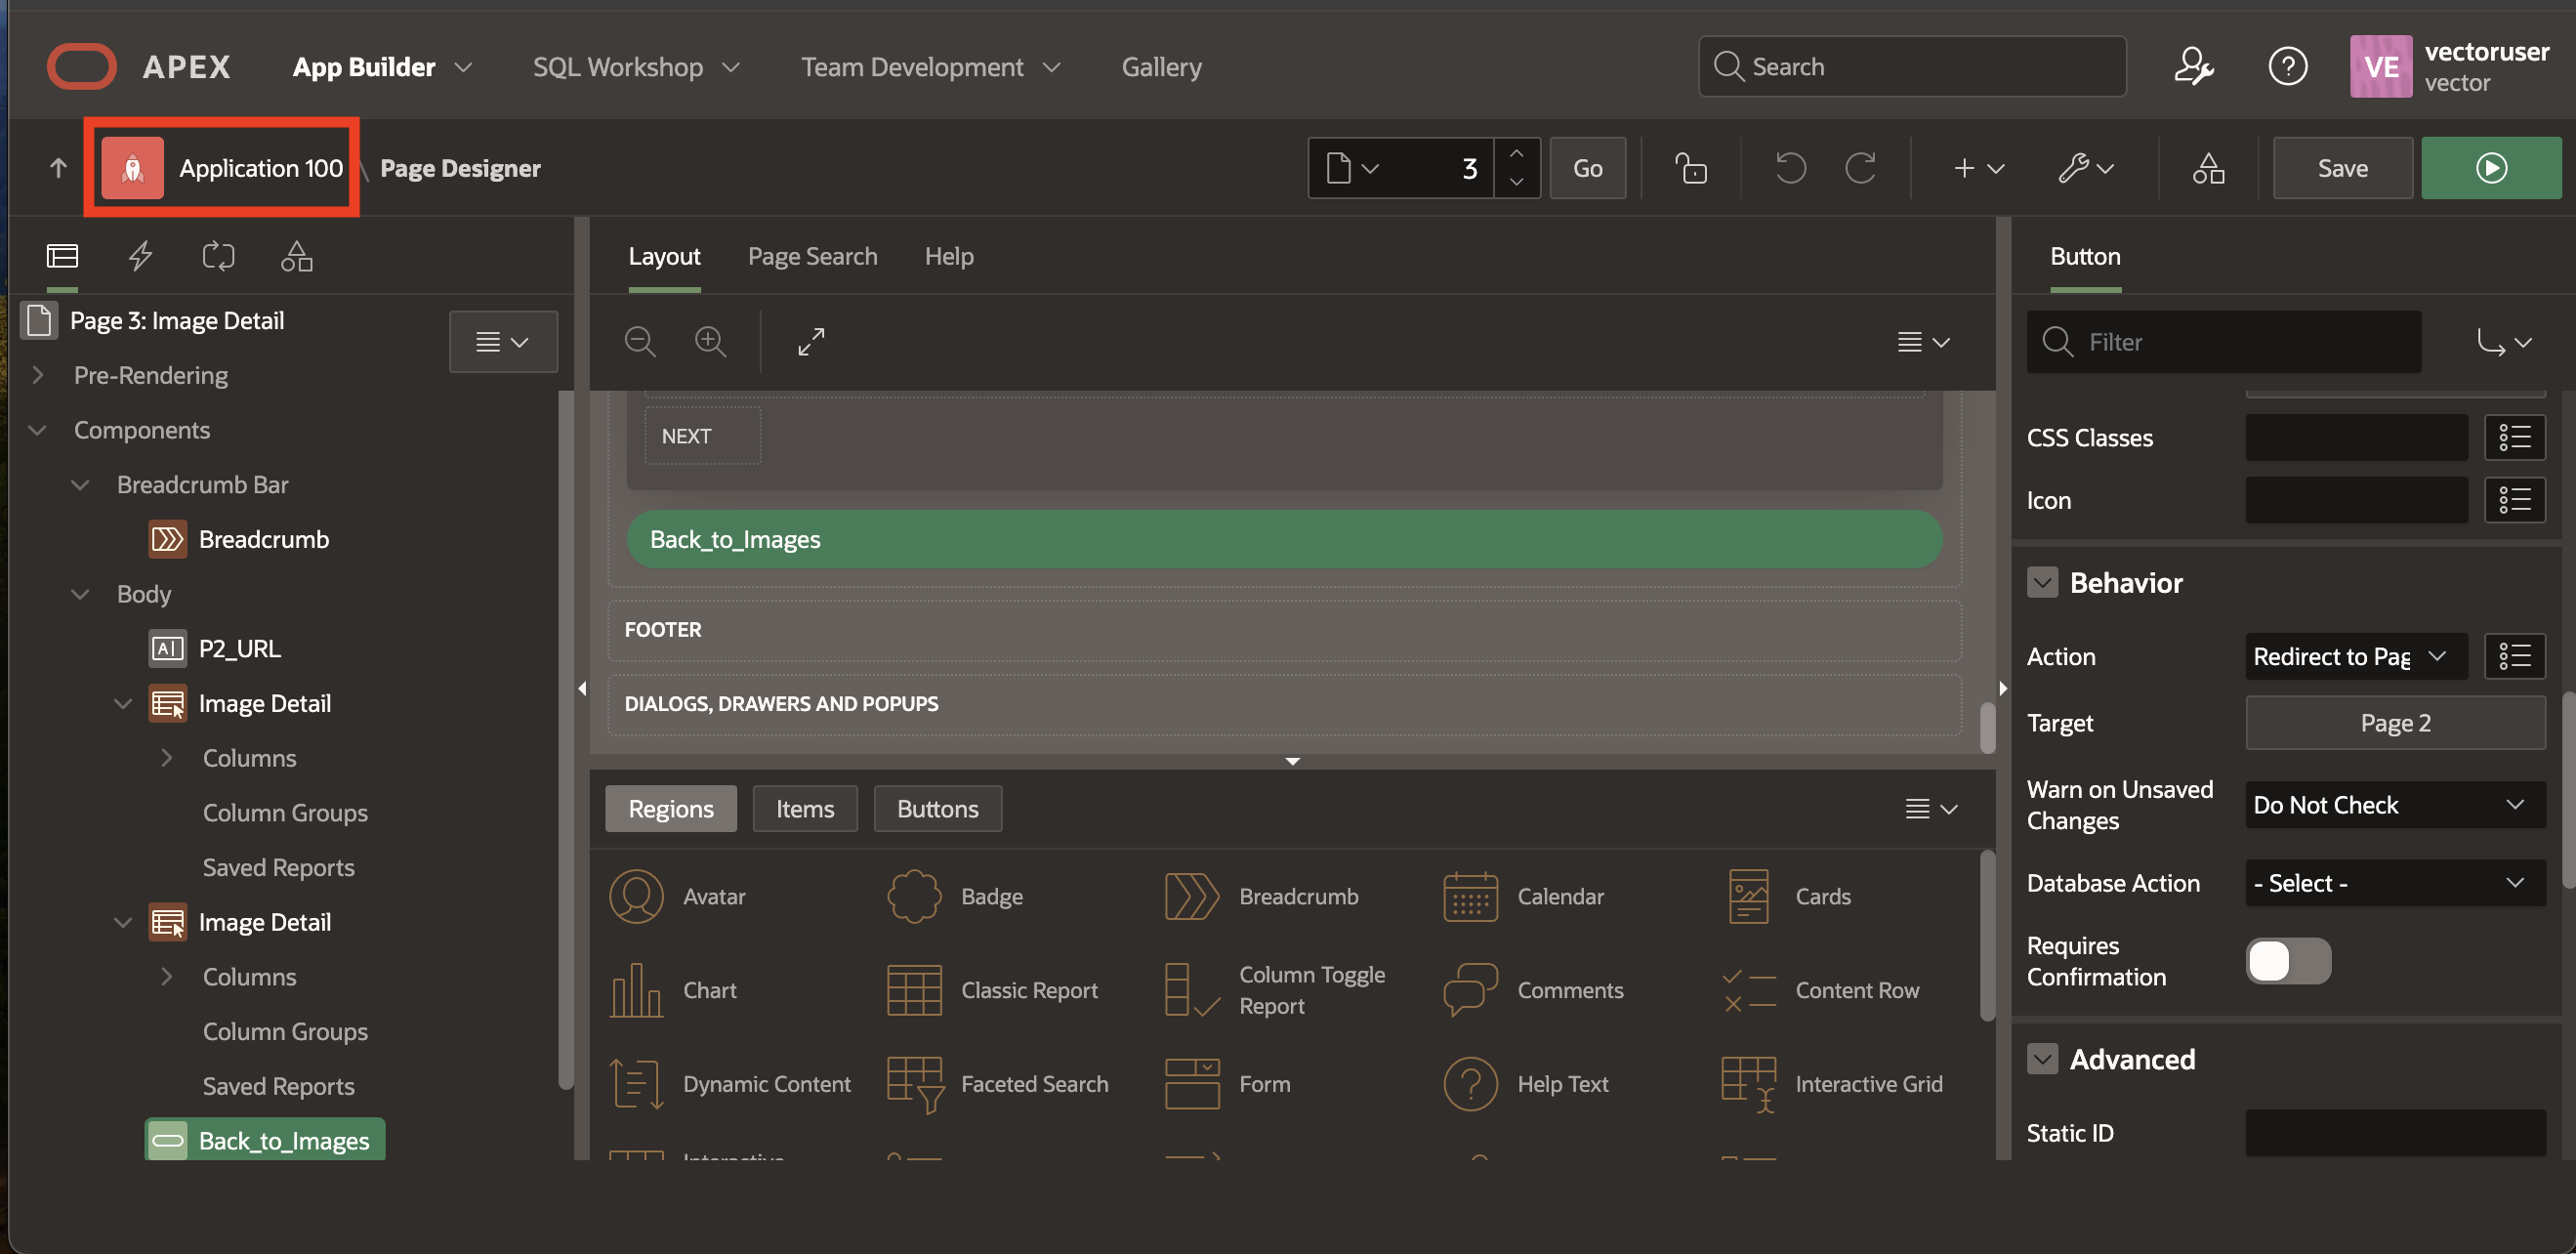 APEX
App Builder
SQL Workshop
Team Development
Gallery
Search
VE
vectoruser
vector
Application 100
\
Page Designer
3
Go
Save
Page 3: Image Detail
Pre-Rendering
Components
Breadcrumb Bar
Breadcrumb
Body
P2_URL
Image Detail
Columns
Column Groups
Saved Reports
Image Detail
Columns
Column Groups
Saved Reports
Back_to_Images
Layout
Page Search
Help
NEXT
Back_to_Images
FOOTER
DIALOGS, DRAWERS AND POPUPS
Regions
Items
Buttons
Avatar
Badge
Breadcrumb
Calendar
Cards
Chart
Classic Report
Column Toggle
Report
Comments
Content Row
Dynamic Content
Faceted Search
Form
Help Text
Interactive Grid
Interactive
Button
Filter
CSS Classes
Icon
Behavior
Action
Redirect to Pag
Target
Page 2
Warn on Unsaved
Changes
Do Not Check
Database Action
- Select -
Requires
Confirmation
Advanced
Static ID